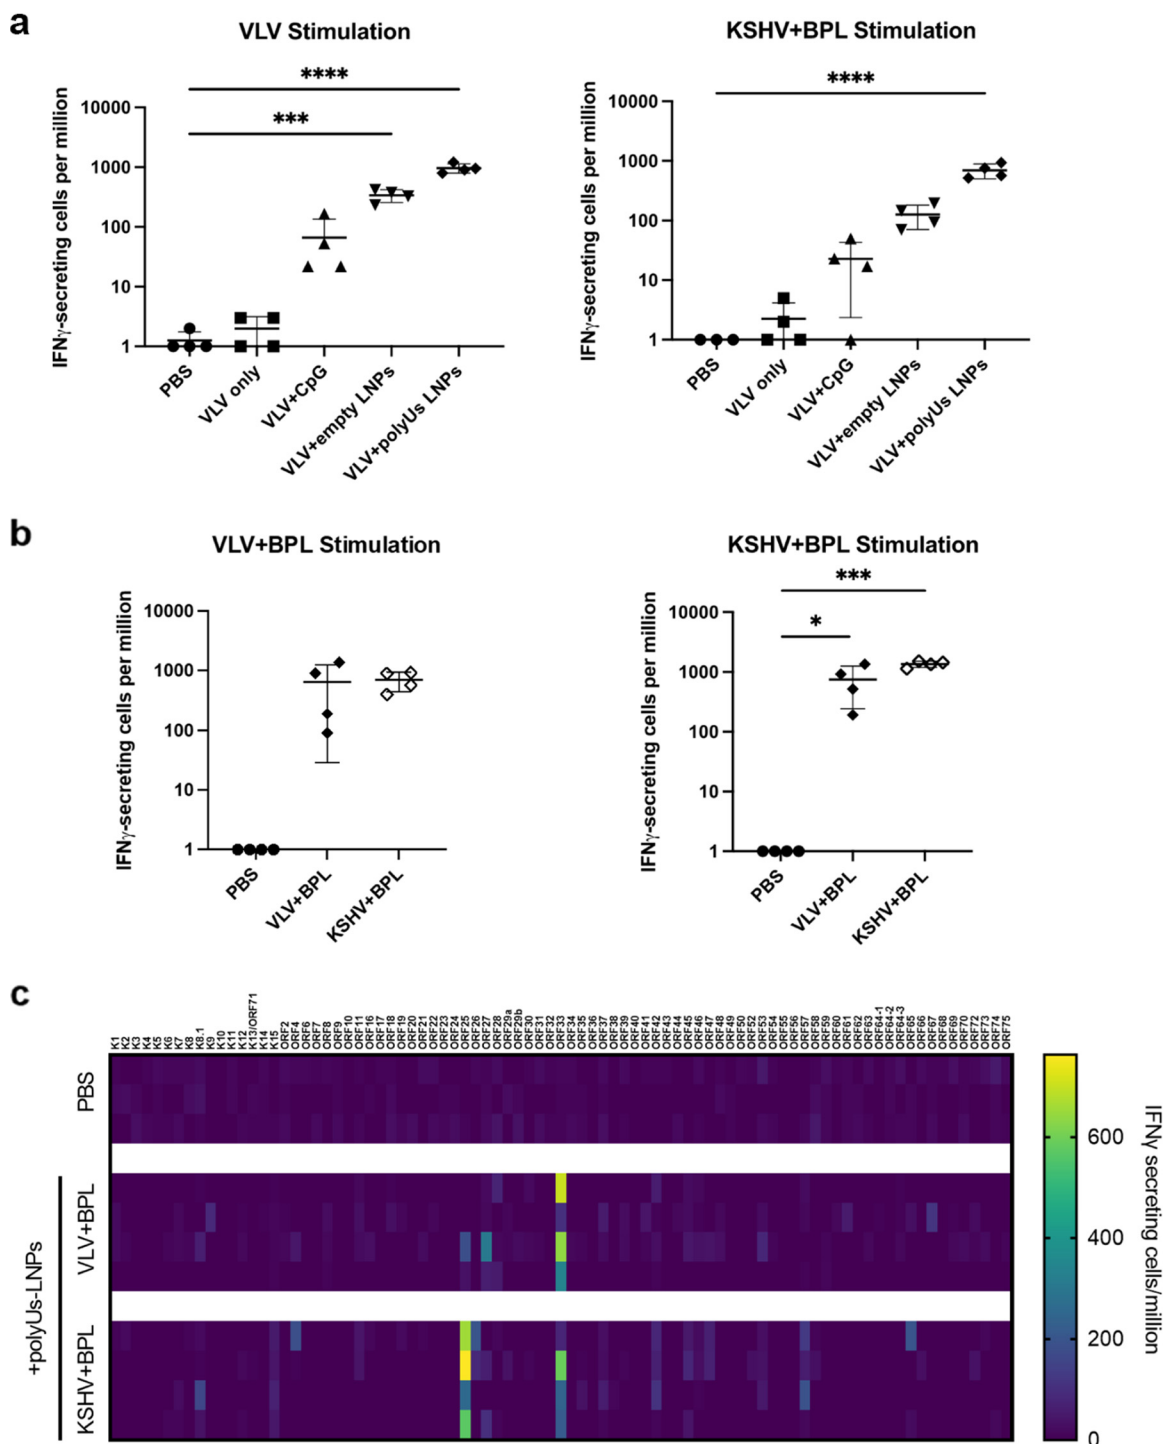 a
VLV Stimulation
KSHV+BPL Stimulation
****
***
****
IFNγ-secreting cells per million
10000
1000
100
10
1
PBS
VLV only
VLV+CpG
VLV+empty LNPs
VLV+polyUs LNPs
IFNγ-secreting cells per million
10000
1000
100
10
1
PBS
VLV only
VLV+CpG
VLV+empty LNPs
VLV+polyUs LNPs
b
VLV+BPL Stimulation
KSHV+BPL Stimulation
***
*
IFNγ-secreting cells per million
10000
1000
100
10
1
PBS
VLV+BPL
KSHV+BPL
IFNγ-secreting cells per million
10000
1000
100
10
1
PBS
VLV+BPL
KSHV+BPL
c
K1
K2
K3
K4
K5
K6
K7
K8
K8.1
K9
K10
K11
K12
K13/ORF71
K14
K15
ORF2
ORF4
ORF6
ORF7
ORF8
ORF9
ORF10
ORF11
ORF16
ORF17
ORF18
ORF19
ORF20
ORF21
ORF22
ORF23
ORF24
ORF25
ORF26
ORF27
ORF28
ORF29a
ORF29b
ORF30
ORF31
ORF32
ORF33
ORF34
ORF35
ORF36
ORF37
ORF38
ORF39
ORF40
ORF41
ORF42
ORF43
ORF44
ORF45
ORF46
ORF47
ORF48
ORF49
ORF50
ORF52
ORF53
ORF54
ORF55
ORF56
ORF57
ORF58
ORF59
ORF60
ORF61
ORF62
ORF63
ORF64-1
ORF64-2
ORF64-3
ORF65
ORF66
ORF67
ORF68
ORF69
ORF70
ORF72
ORF73
ORF74
ORF75
PBS
VLV+BPL
KSHV+BPL
+polyUs-LNPs
600
400
200
0
IFNγ secreting cells/million